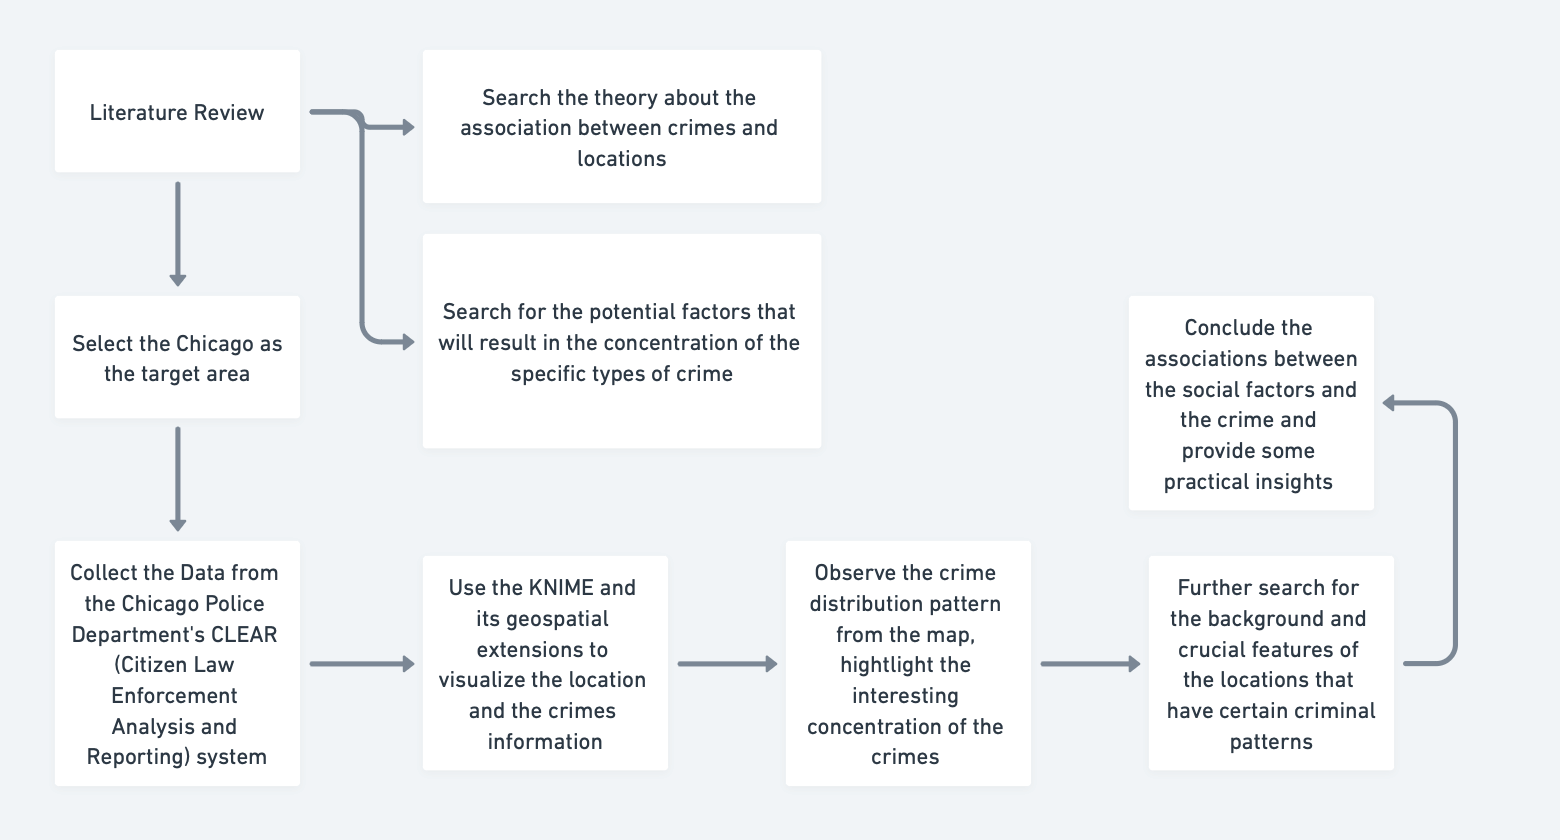 Literature Review
Search the theory about the
association between crimes and
locations
Search for the potential factors that
will result in the concentration of the
specific types of crime
Select the Chicago as
the target area
Conclude the
associations between
the social factors and
the crime and
provide some
practical insights
Collect the Data from
the Chicago Police
Department's CLEAR
(Citizen Law
Enforcement
Analysis and
Reporting) system
Use the KNIME and
its geospatial
extensions to
visualize the location
and the crimes
information
Observe the crime
distribution pattern
from the map,
hightlight the
interesting
concentration of the
crimes
Further search for
the background and
crucial features of
the locations that
have certain criminal
patterns